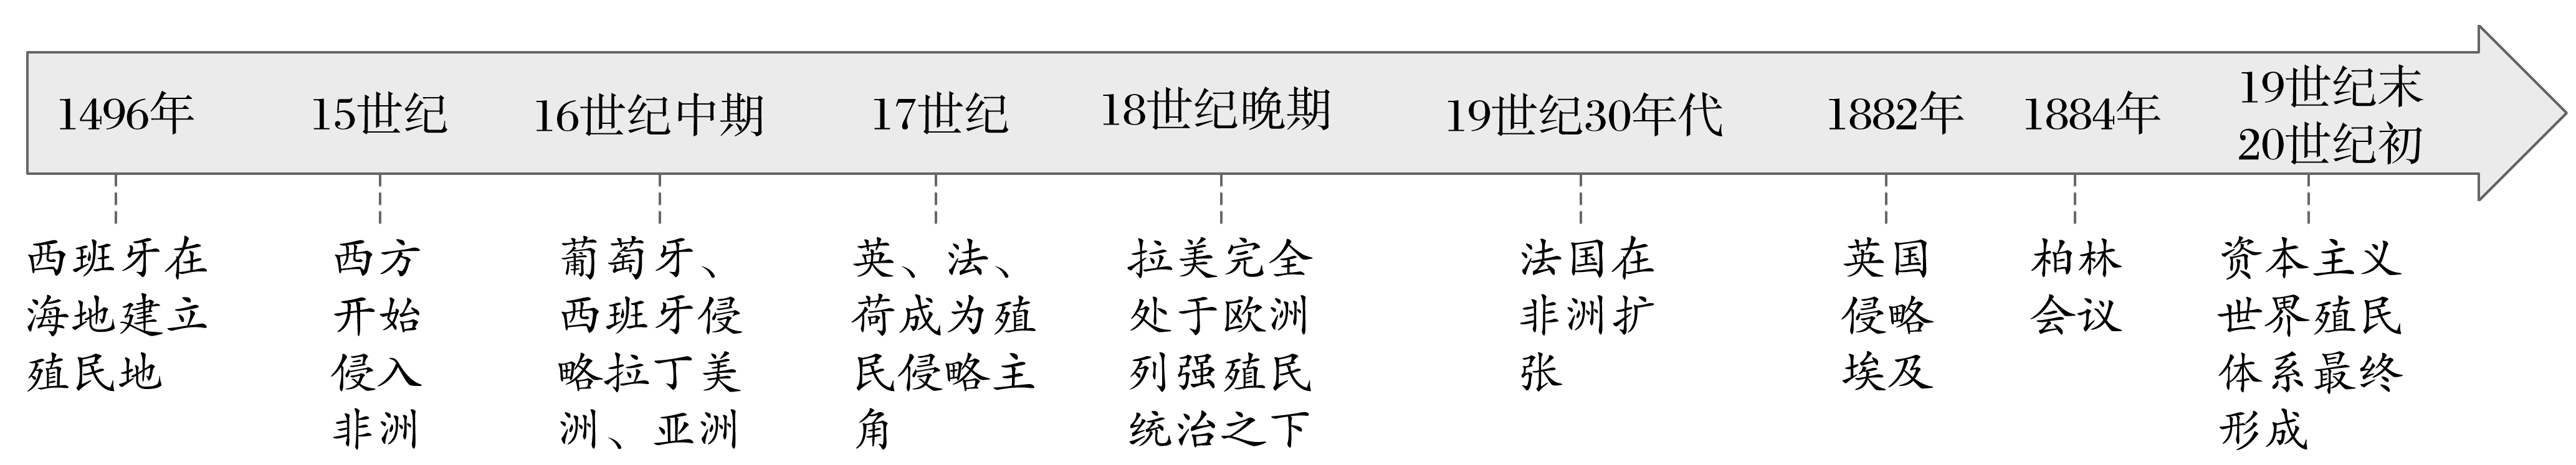 1496年
15世纪
16世纪中期
17世纪
18世纪晚期
19世纪30年代
1882年
1884年
19世纪末
20世纪初
西班牙在
海地建立
殖民地
西方
开始
侵入
非洲
葡萄牙、
西班牙侵
略拉丁美
洲、亚洲
英、法、
荷成为殖
民侵略主
角
拉美完全
处于欧洲
列强殖民
统治之下
法国在
非洲扩
张
英国
侵略
埃及
柏林
会议
资本主义
世界殖民
体系最终
形成